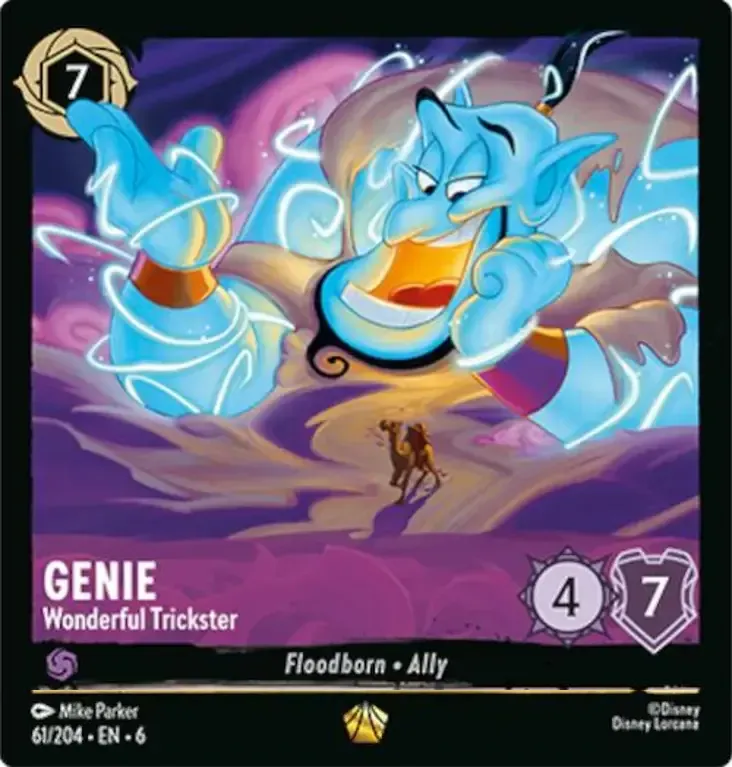 7
GENIE
Wonderful Trickster
4
7
Floodborn • Ally
Mike Parker
61/204 • EN • 6
©Disney
Disney Lorcana